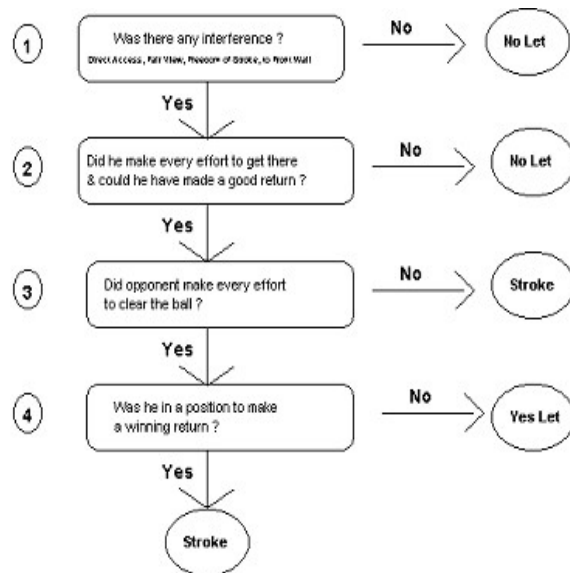 1
Was there any interference ?
No
No Let
Direct Access, Fair View, Freedom of Stroke, to Front Wall
Yes
2
Did he make every effort to get there
& could he have made a good return ?
No
No Let
Yes
3
Did opponent make every effort
to clear the ball ?
No
Stroke
Yes
4
Was he in a position to make
a winning return ?
No
Yes Let
Yes
Stroke